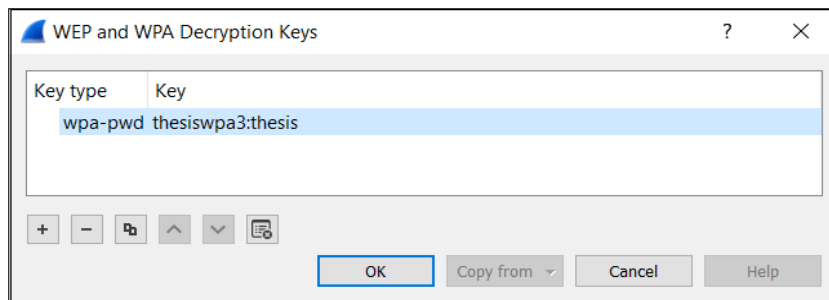 WEP and WPA Decryption Keys ?
Key type Key
wpa-pwd thesiswpa3:thesis
OK Copy from Cancel Help